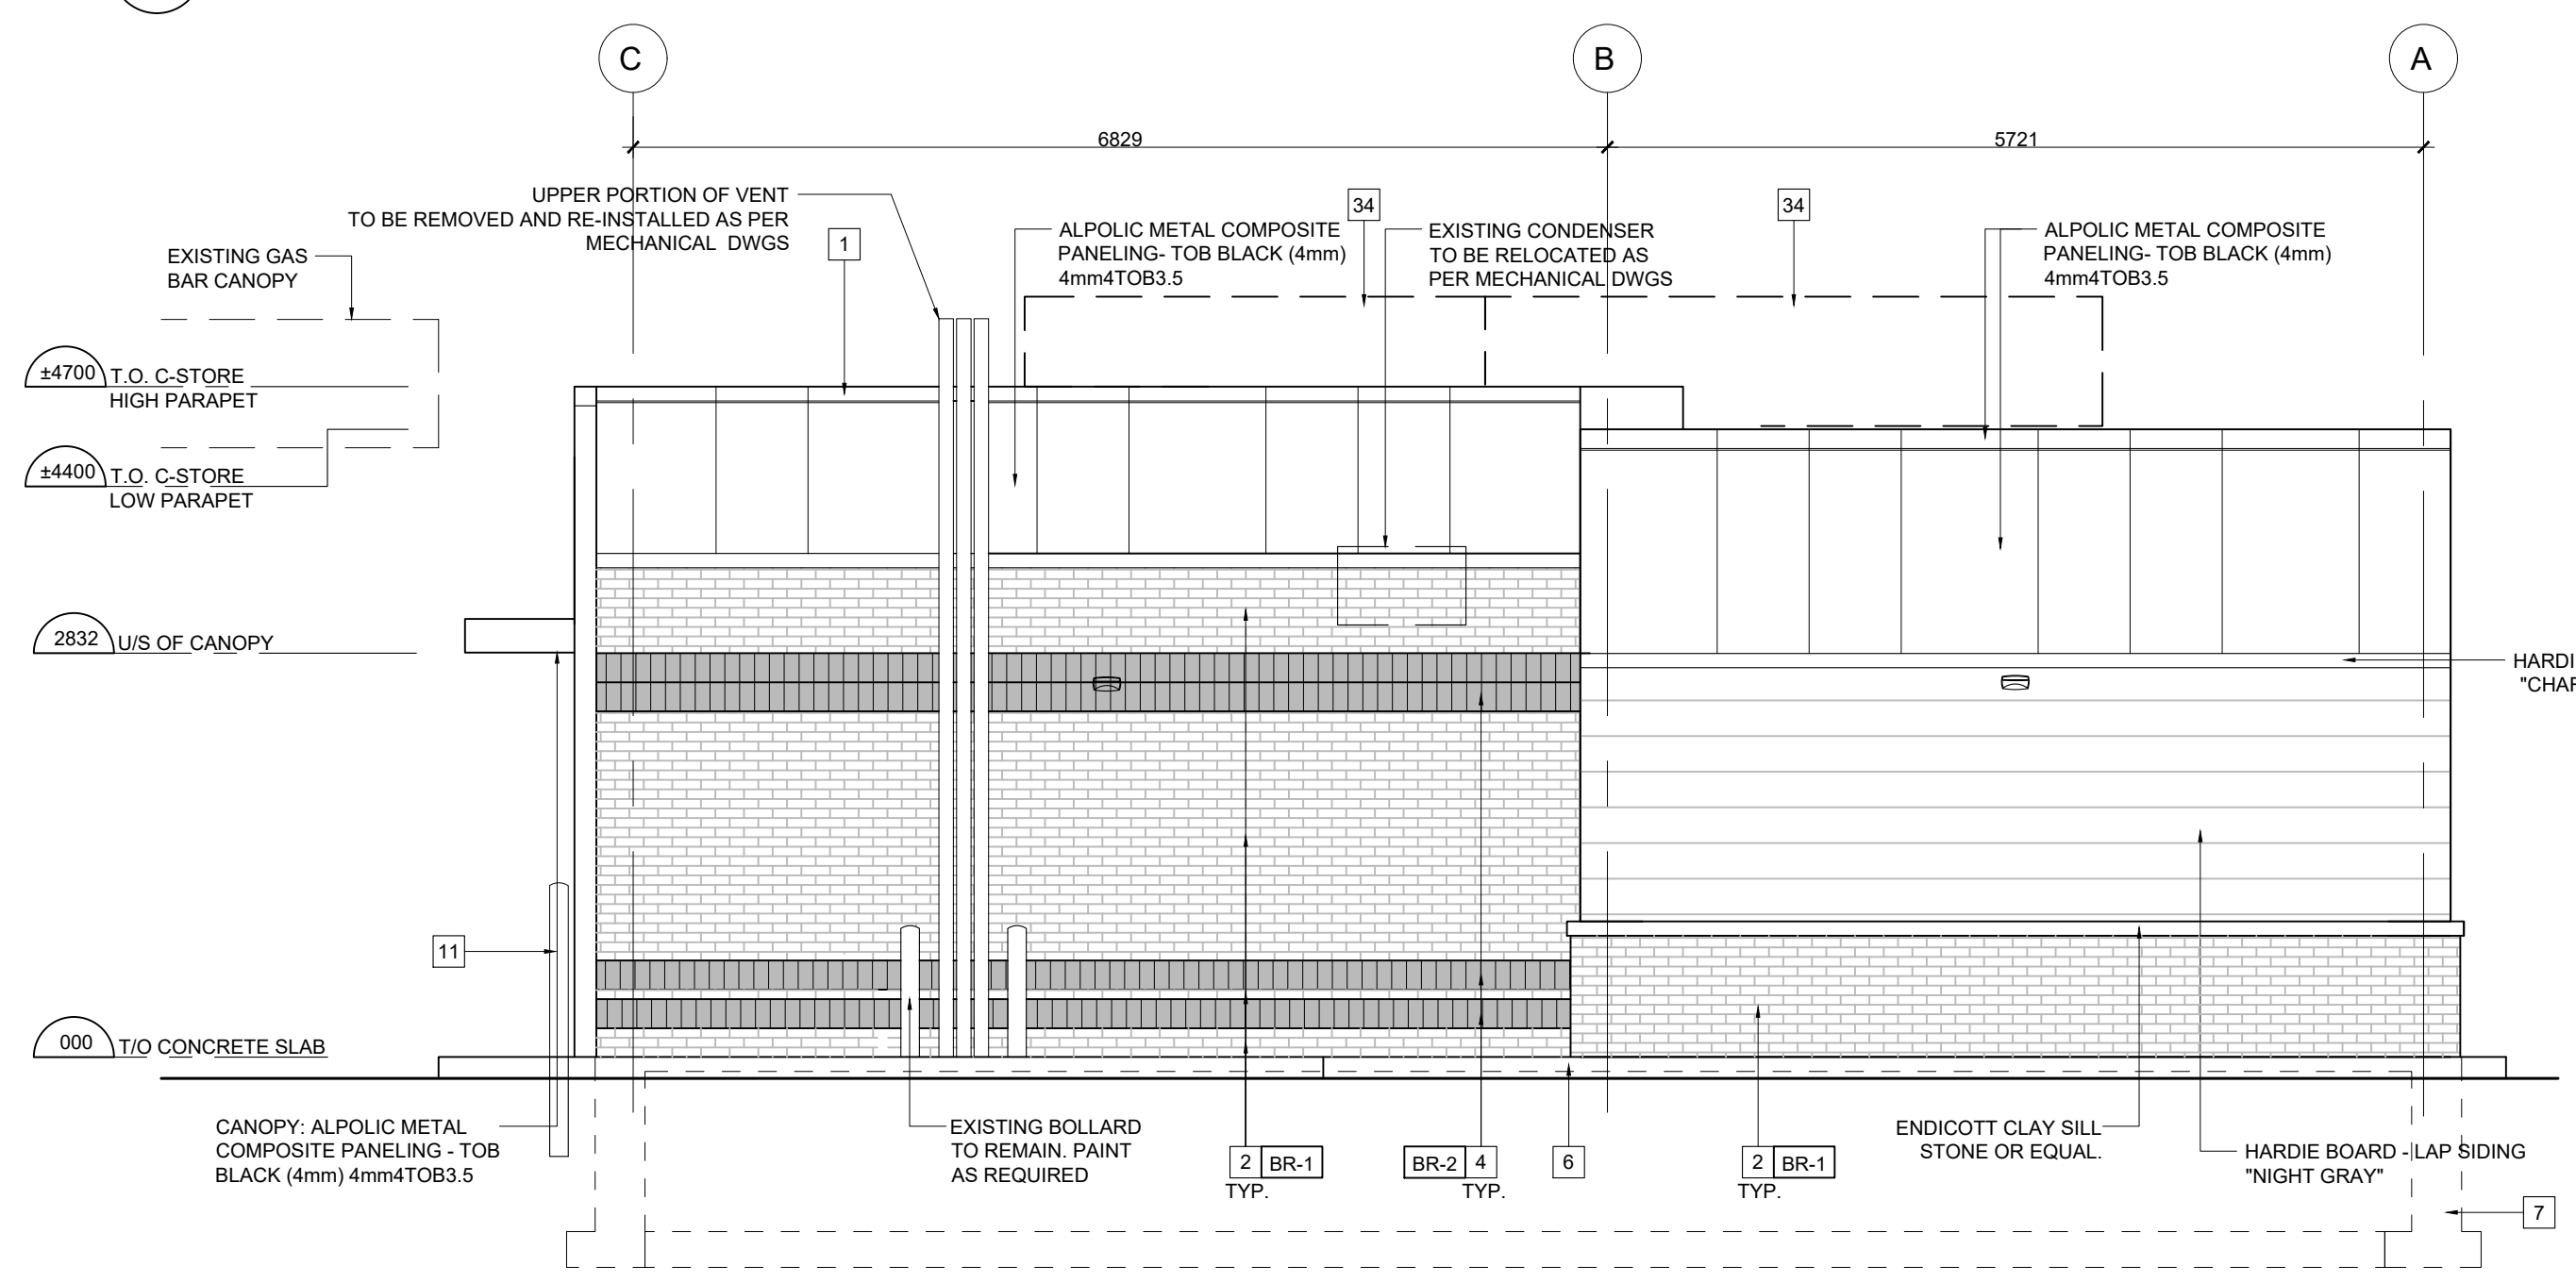 C
B
A
6829
5721
UPPER PORTION OF VENT
TO BE REMOVED AND RE-INSTALLED AS PER
MECHANICAL DWGS
1
34
34
ALPOLIC METAL COMPOSITE
PANELING- TOB BLACK (4mm)
4mm4TOB3.5
EXISTING CONDENSER
TO BE RELOCATED AS
PER MECHANICAL DWGS
ALPOLIC METAL COMPOSITE
PANELING- TOB BLACK (4mm)
4mm4TOB3.5
EXISTING GAS
BAR CANOPY
±4700 T.O. C-STORE
HIGH PARAPET
±4400 T.O. C-STORE
LOW PARAPET
2832 U/S OF CANOPY
HARDI
"CHAR
11
000 T/O CONCRETE SLAB
CANOPY: ALPOLIC METAL
COMPOSITE PANELING - TOB
BLACK (4mm) 4mm4TOB3.5
EXISTING BOLLARD
TO REMAIN. PAINT
AS REQUIRED
2 BR-1
TYP.
BR-2 4
TYP.
6
2 BR-1
TYP.
ENDICOTT CLAY SILL
STONE OR EQUAL.
HARDIE BOARD - LAP SIDING
"NIGHT GRAY"
7